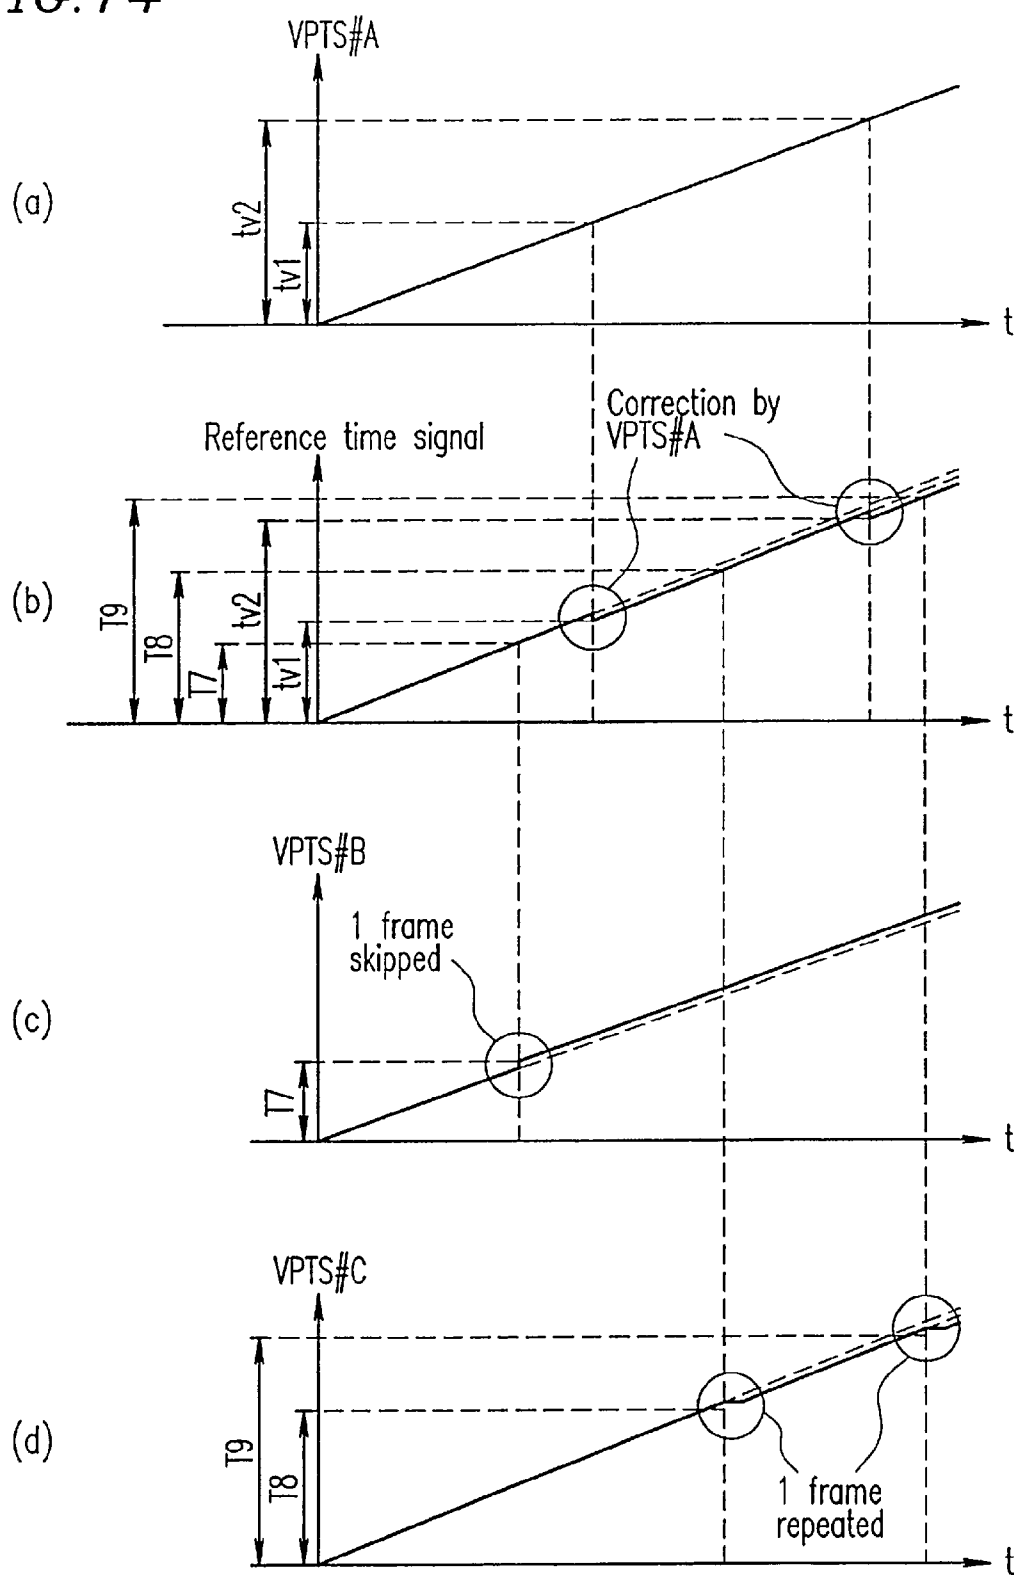 VPTS#A
(a)
tv2
tv1
t
Correction by
VPTS#A
Reference time signal
(b)
T9
T8
T7
tv2
tv1
t
VPTS#B
1 frame
skipped
(c)
T7
t
VPTS#C
(d)
T9
T8
1 frame
repeated
t